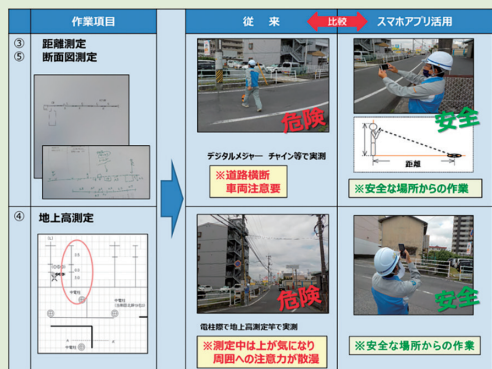 作業項目
従 来
比較
スマホアプリ活用
③ 距離測定
⑤ 断面図測定
危険
安全
デジタルメジャー チャイン等で実測
※道路横断
車両注意要
距離
※安全な場所からの作業
④ 地上高測定
中電柱
中電柱
危険
安全
電柱際で地上高測定竿で実測
※測定中は上が気になり
周囲への注意力が散漫
※安全な場所からの作業